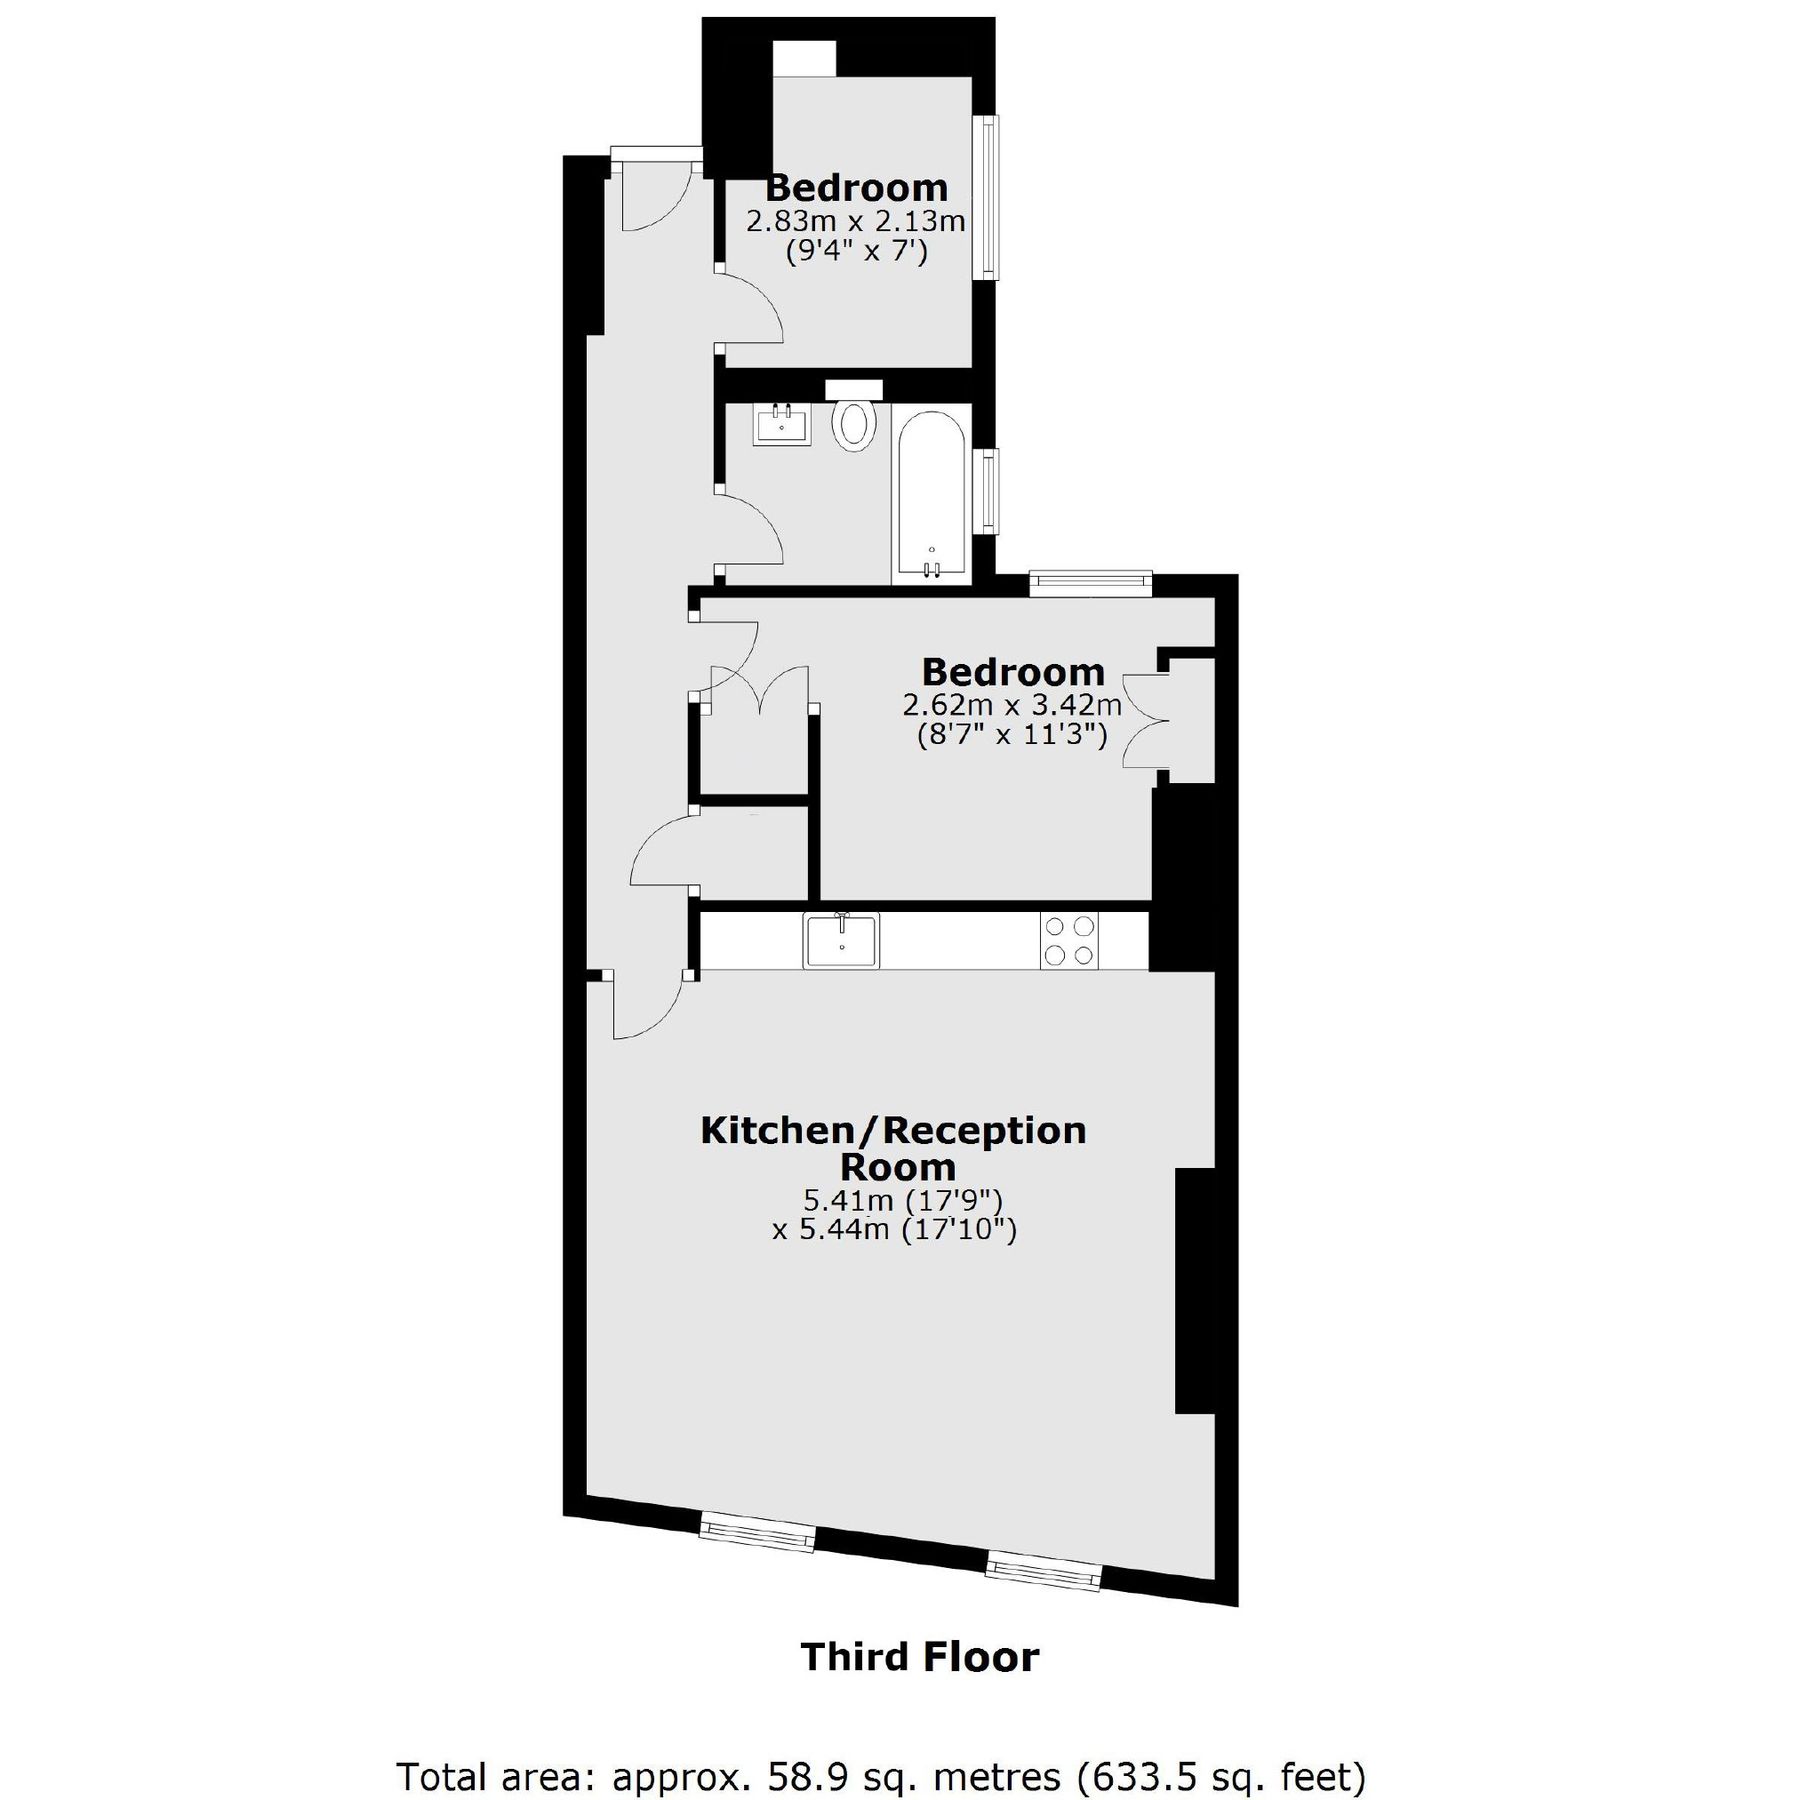 Bedroom
2.83m x 2.13m
(9'4" x 7')
Bedroom
2.62m x 3.42m
(8'7" x 11'3")
Kitchen/Reception
Room
5.41m (17'9")
x 5.44m (17'10")
Third Floor
Total area: approx. 58.9 sq. metres (633.5 sq. feet)